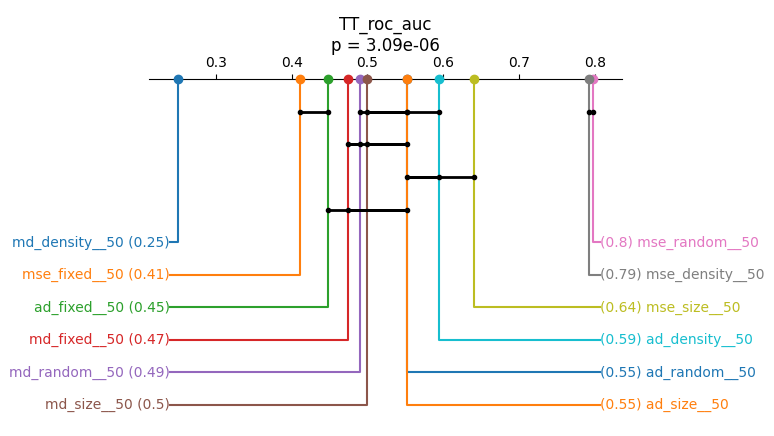 TT_roc_auc
p = 3.09e-06
0.3 0.4 0.5 0.6 0.7 0.8
md_density__50 (0.25)
(0.8) mse_random__50
mse_fixed__50 (0.41)
(0.79) mse_density__50
ad_fixed__50 (0.45)
(0.64) mse_size__50
md_fixed__50 (0.47)
(0.59) ad_density__50
md_random__50 (0.49)
(0.55) ad_random__50
md_size__50 (0.5)
(0.55) ad_size__50